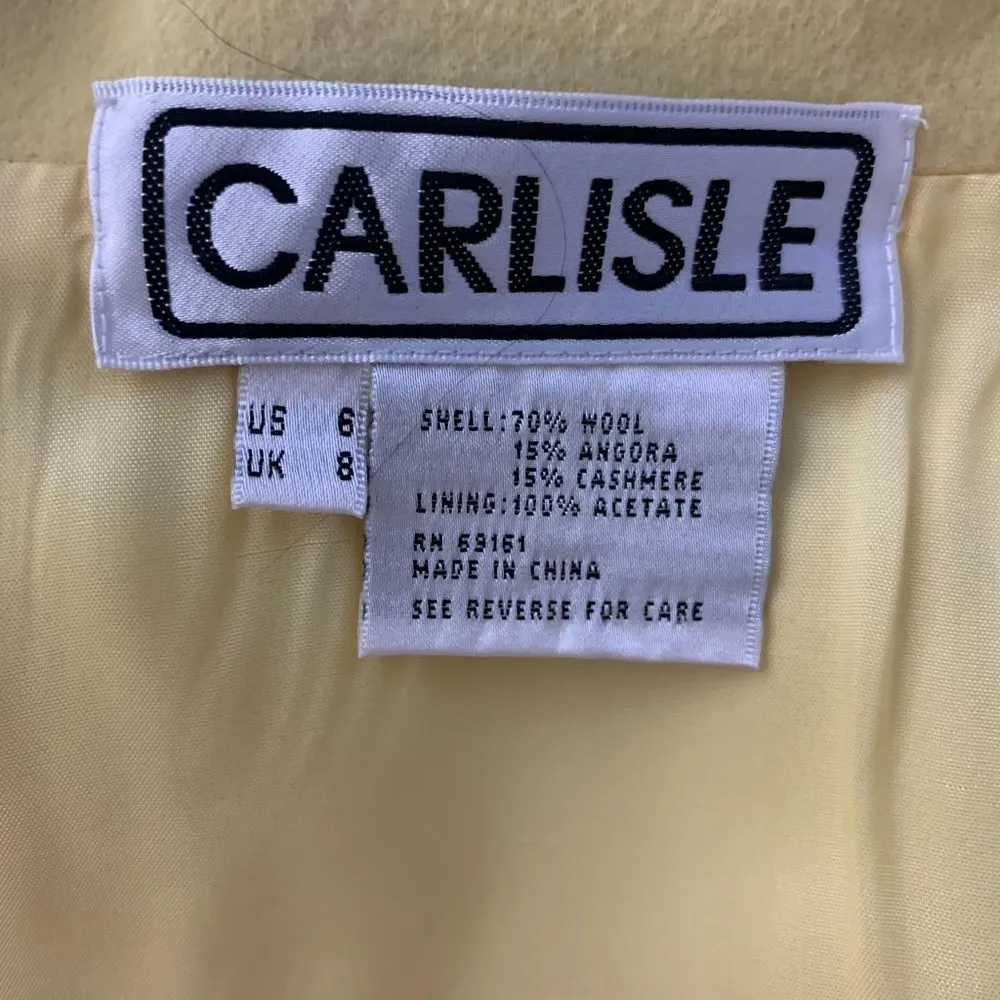 CARLISLE
US 6
UK 8
SHELL:70% WOOL
15% ANGORA
15% CASHMERE
LINING:100% ACETATE
RN 69161
MADE IN CHINA
SEE REVERSE FOR CARE